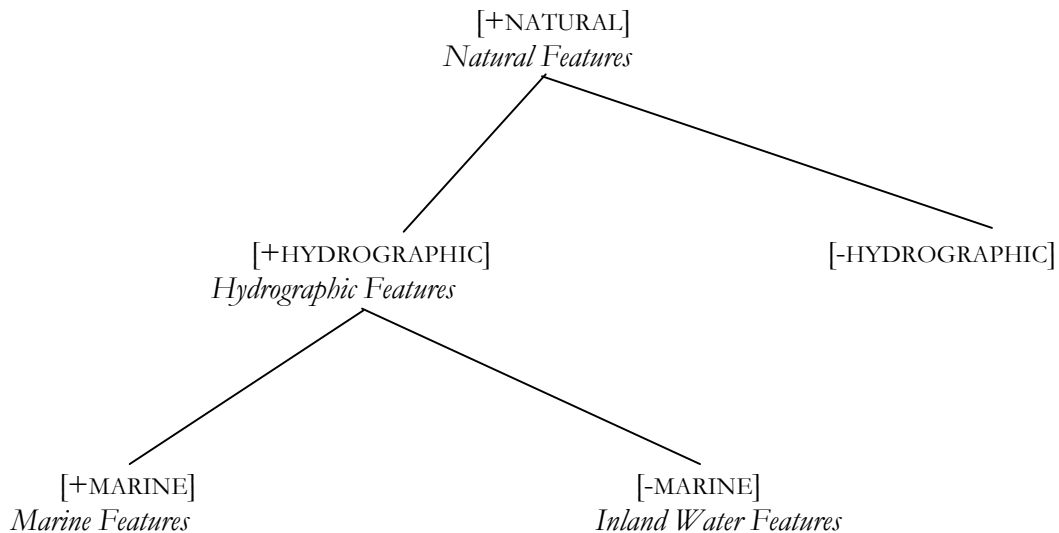 [+NATURAL]
Natural Features
[+HYDROGRAPHIC]
Hydrographic Features
[-HYDROGRAPHIC]
[+MARINE]
Marine Features
[-MARINE]
Inland Water Features